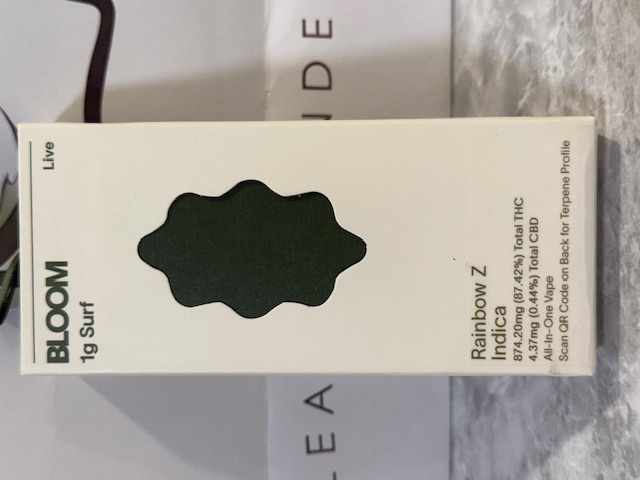 BLOOM
Live
1g Surf
Rainbow Z
Indica
874.20mg (87.42%) Total THC
4.37mg (0.44%) Total CBD
All-In-One Vape
Scan QR Code on Back for Terpene Profile